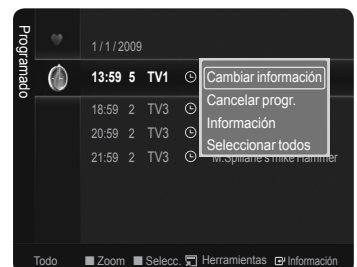 Programado
1/1/2009
13:59 5 TV1
18:59 2 TV3
20:59 2 TV3
21:59 2 TV3 M.Spillane's mike Hammer
Cambiar información
Cancelar progr.
Información
Seleccionar todos
Todo Zoom Selecc. Herramientas Información